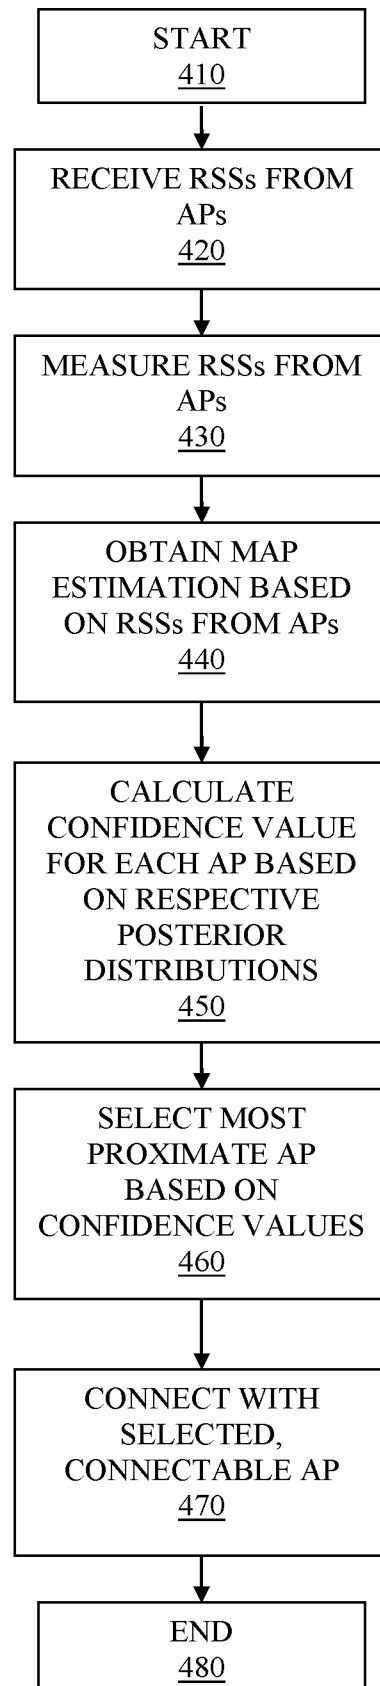 START
410
RECEIVE RSSs FROM
APs
420
MEASURE RSSs FROM
APs
430
OBTAIN MAP
ESTIMATION BASED
ON RSSs FROM APs
440
CALCULATE
CONFIDENCE VALUE
FOR EACH AP BASED
ON RESPECTIVE
POSTERIOR
DISTRIBUTIONS
450
SELECT MOST
PROXIMATE AP
BASED ON
CONFIDENCE VALUES
460
CONNECT WITH
SELECTED,
CONNECTABLE AP
470
END
480